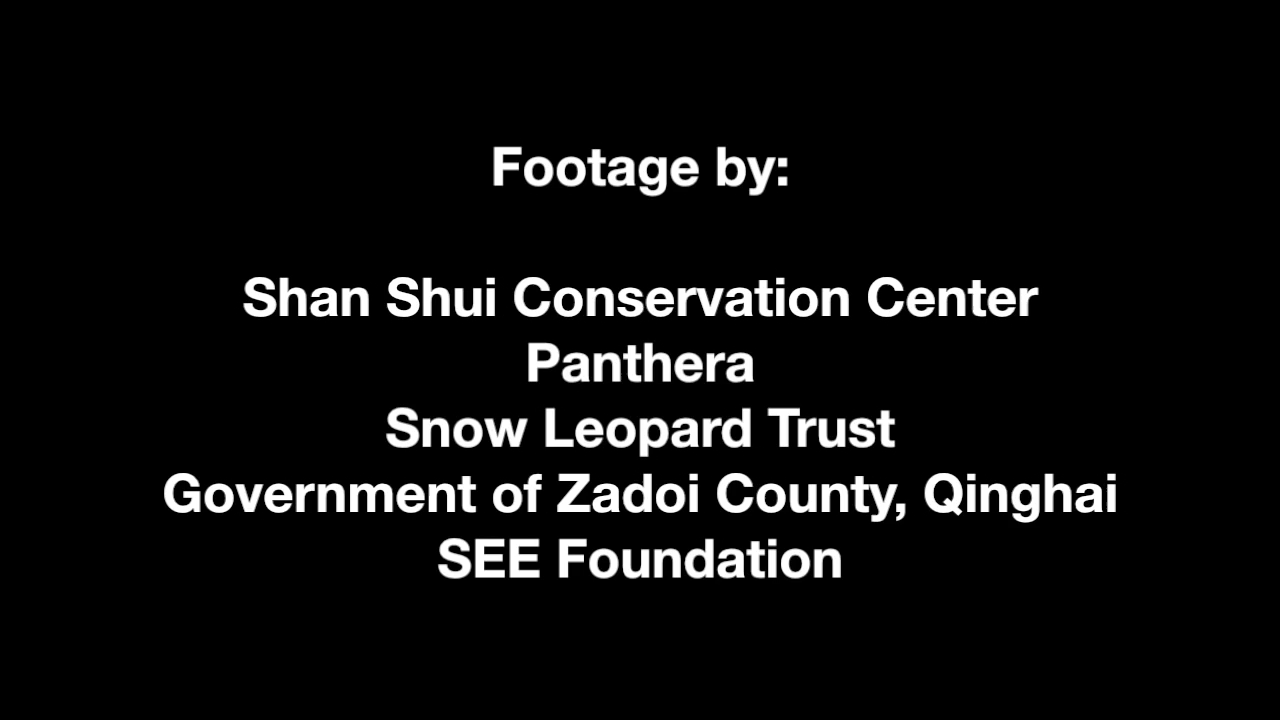 Footage by:
Shan Shui Conservation Center
Panthera
Snow Leopard Trust
Government of Zadoi County, Qinghai
SEE Foundation